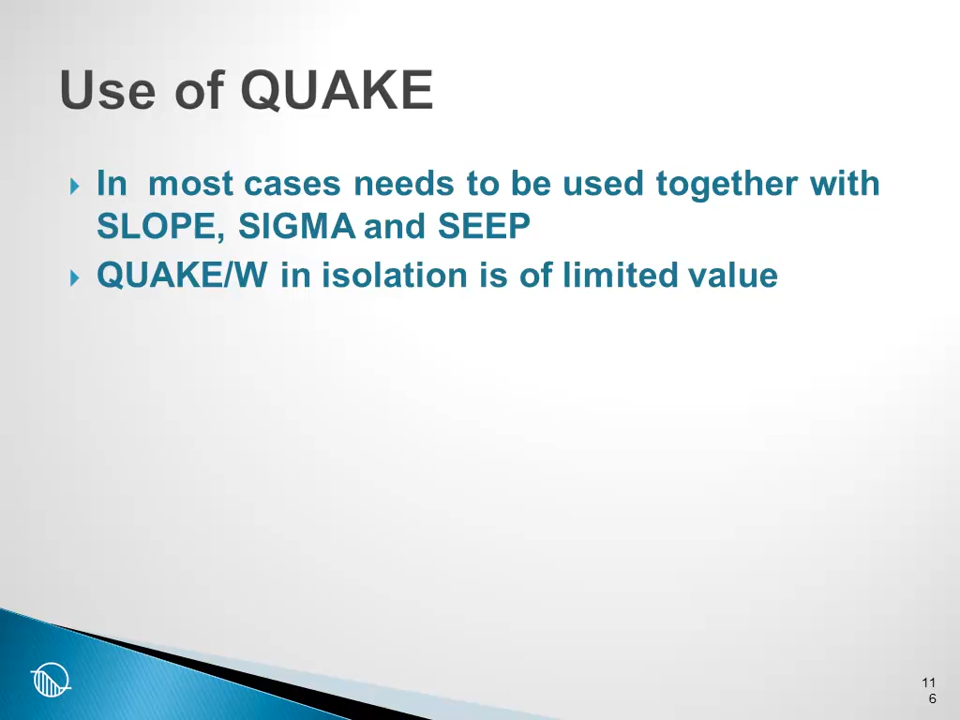 Use of QUAKE
In  most cases needs to be used together with
SLOPE, SIGMA and SEEP
QUAKE/W in isolation is of limited value
11
6